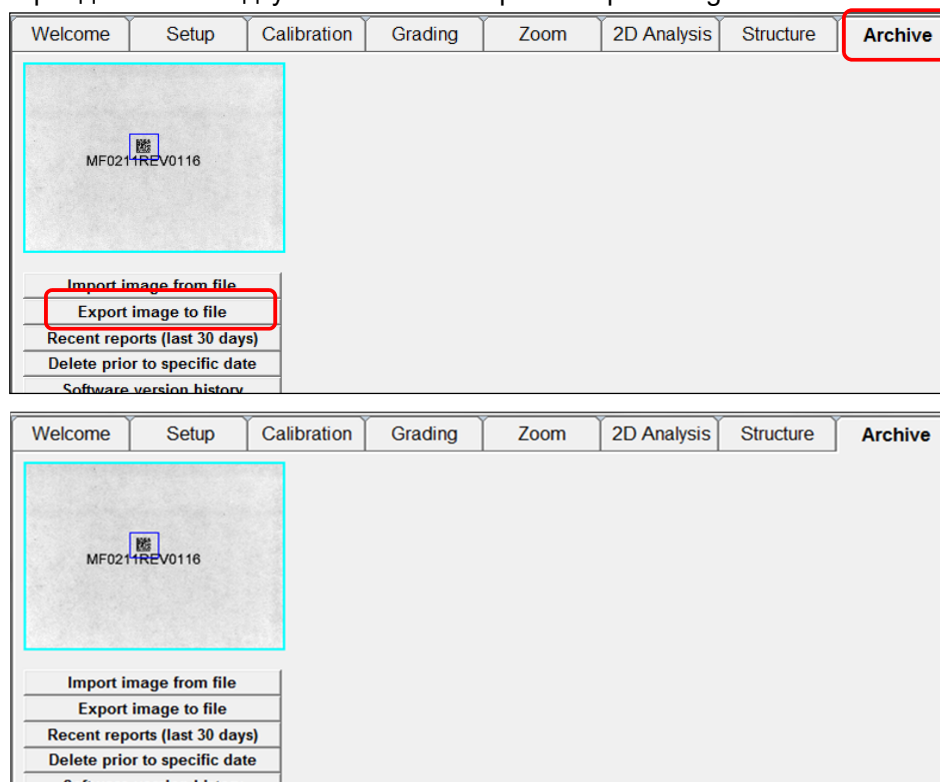 Welcome Setup Calibration Grading Zoom 2D Analysis Structure Archive
MF0211REV0116
Import image from file
Export image to file
Recent reports (last 30 days)
Delete prior to specific date
Software version history
Welcome Setup Calibration Grading Zoom 2D Analysis Structure Archive
MF0211REV0116
Import image from file
Export image to file
Recent reports (last 30 days)
Delete prior to specific date